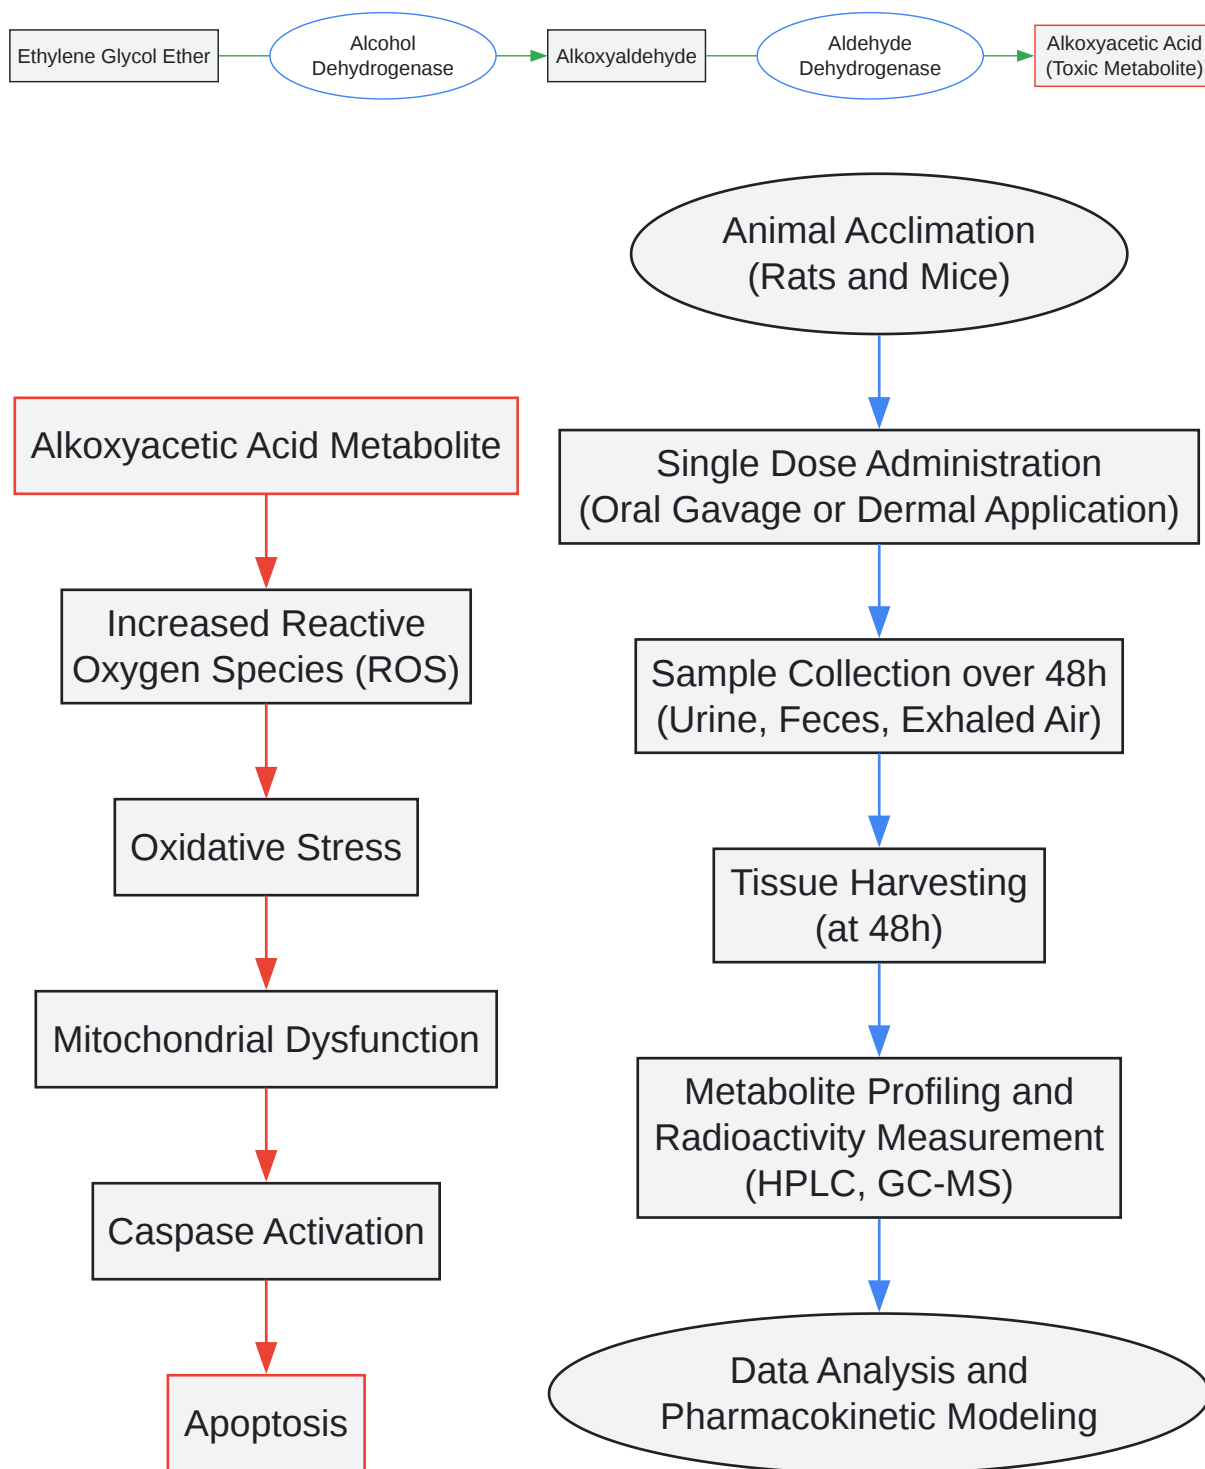 Ethylene Glycol Ether
Alcohol
Dehydrogenase
Alkoxyaldehyde
Aldehyde
Dehydrogenase
Alkoxyacetic Acid
(Toxic Metabolite)
Alkoxyacetic Acid Metabolite
Increased Reactive
Oxygen Species (ROS)
Oxidative Stress
Mitochondrial Dysfunction
Caspase Activation
Apoptosis
Animal Acclimation
(Rats and Mice)
Single Dose Administration
(Oral Gavage or Dermal Application)
Sample Collection over 48h
(Urine, Feces, Exhaled Air)
Tissue Harvesting
(at 48h)
Metabolite Profiling and
Radioactivity Measurement
(HPLC, GC-MS)
Data Analysis and
Pharmacokinetic Modeling